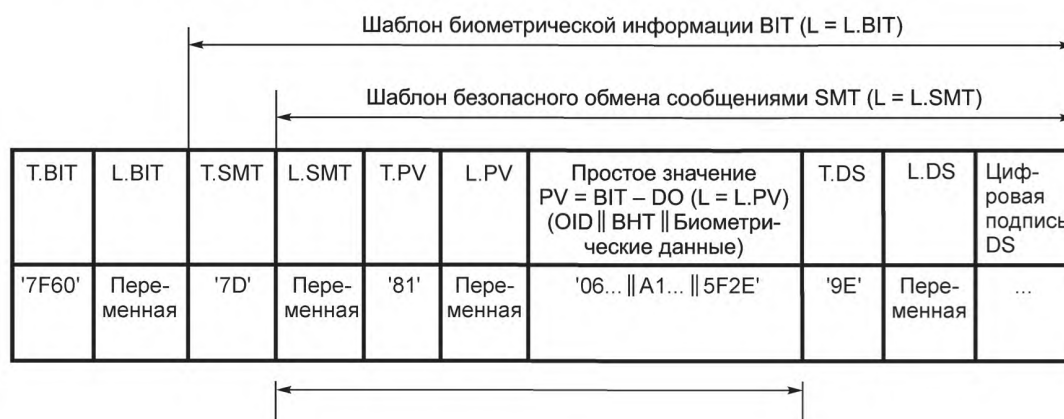 Шаблон биометрической информации BIT (L = L.BIT)
Шаблон безопасного обмена сообщениями SMT (L = L.SMT)
T.BIT
L.BIT
T.SMT
L.SMT
T.PV
L.PV
Простое значение
PV = BIT – DO (L = L.PV)
(OID || BHT || Биометри-
ческие данные)
T.DS
L.DS
Циф-
ровая
подпись
DS
'7F60'
Пере-
менная
'7D'
Пере-
менная
'81'
Пере-
менная
'06... || A1... || 5F2E'
'9E'
Пере-
менная
...